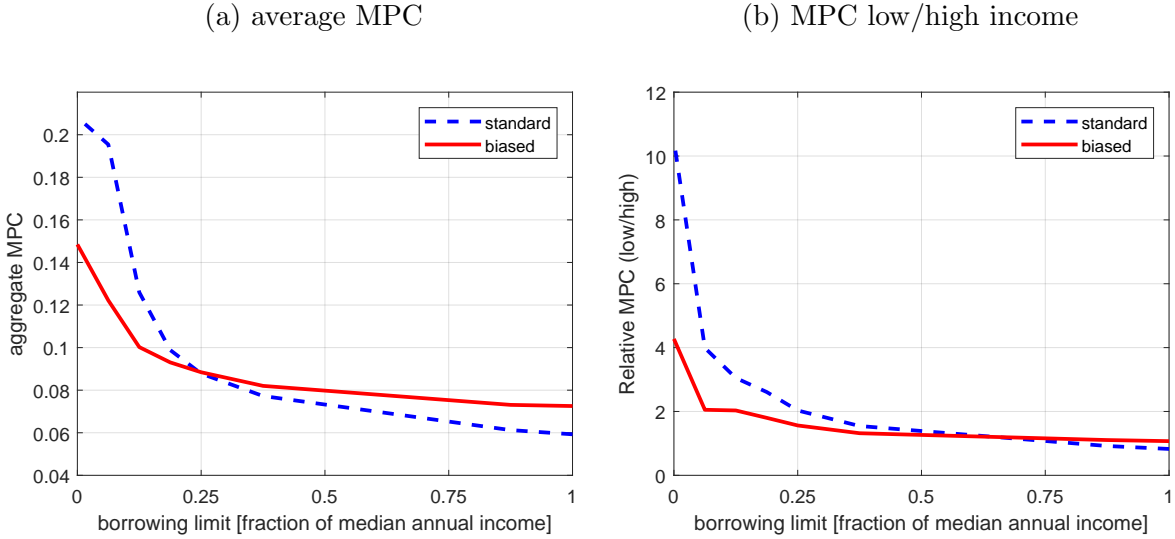 (a) average MPC
(b) MPC low/high income
aggregate MPC
0.2
0.18
0.16
0.14
0.12
0.1
0.08
0.06
0.04
0
0.25
0.5
0.75
1
borrowing limit [fraction of median annual income]
standard
biased
Relative MPC (low/high)
12
10
8
6
4
2
0
0
0.25
0.5
0.75
1
borrowing limit [fraction of median annual income]
standard
biased